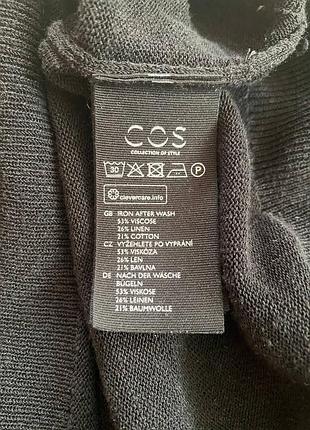 COS
COLLECTION OF STYLE
30 P
clevercare.info
GB IRON AFTER WASH
53% VISCOSE
26% LINEN
21% COTTON
CZ VYŽEHLETE PO VYPRÁNÍ
53% VISKÓZA
26% LEN
21% BAVLNA
DE NACH DER WÄSCHE
BÜGELN
53% VISKOSE
26% LEINEN
21% BAUMWOLLE